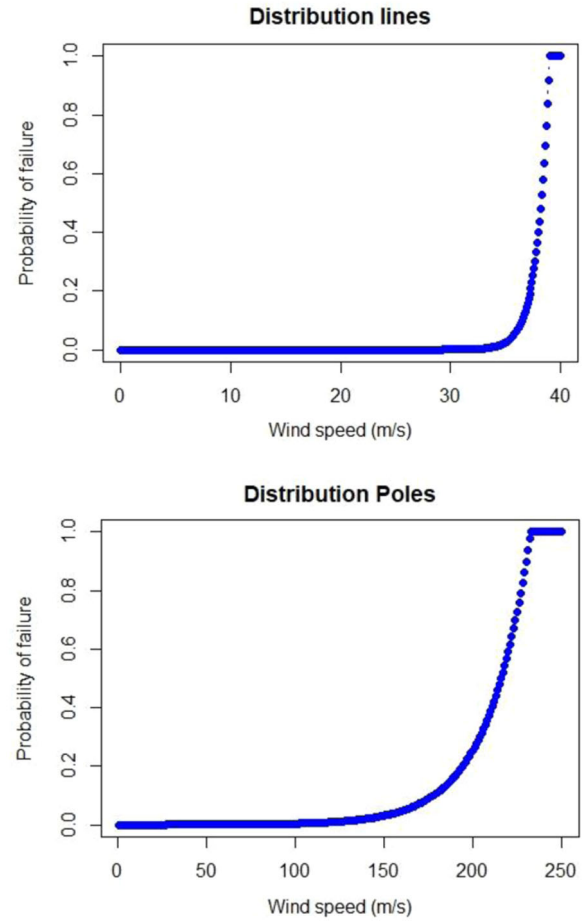 Distribution lines
Probability of failure
0.0 0.2 0.4 0.6 0.8 1.0
0 10 20 30 40
Wind speed (m/s)
Distribution Poles
Probability of failure
0.0 0.2 0.4 0.6 0.8 1.0
0 50 100 150 200 250
Wind speed (m/s)